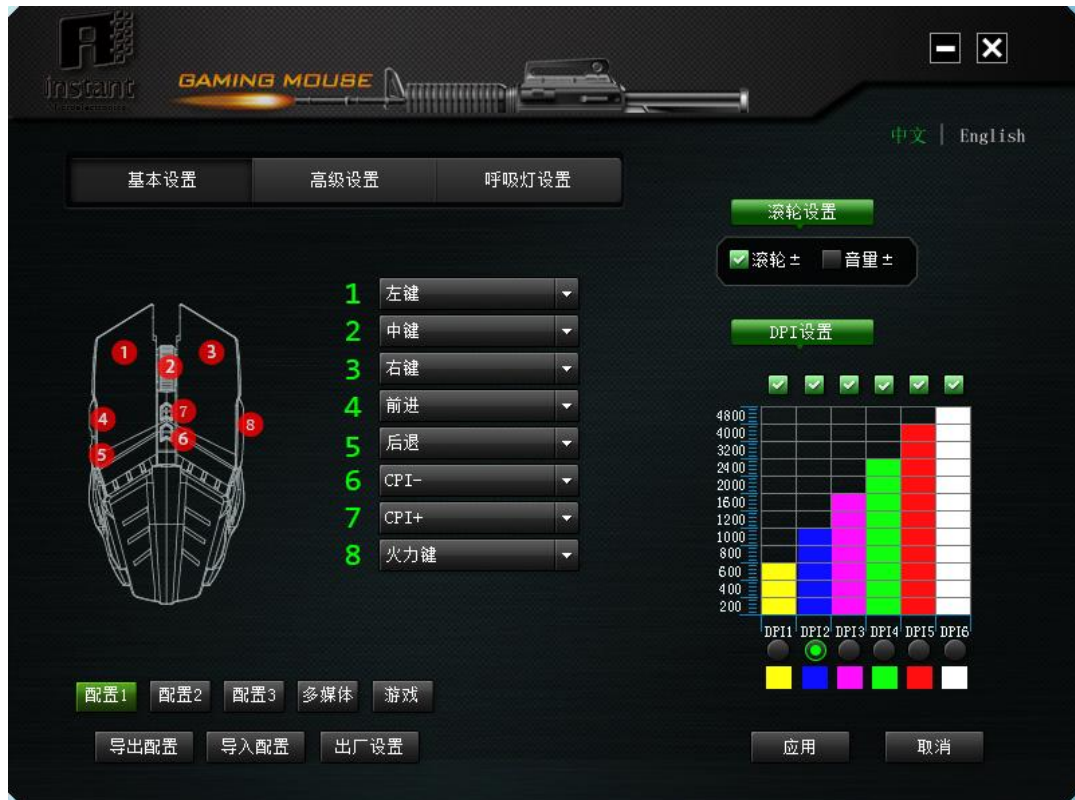 instant
GAMING MOUSE
中文 | English
基本设置 高级设置 呼吸灯设置
滚轮设置
滚轮± 音量±
1 左键
2 中键
3 右键
4 前进
5 后退
6 CPI-
7 CPI+
8 火力键
1
2
3
4
7
8
6
5
DPI设置
4800
4000
3200
2400
2000
1600
1200
1000
800
600
400
200
DPI1 DPI2 DPI3 DPI4 DPI5 DPI6
配置1 配置2 配置3 多媒体 游戏
导出配置 导入配置 出厂设置
应用 取消